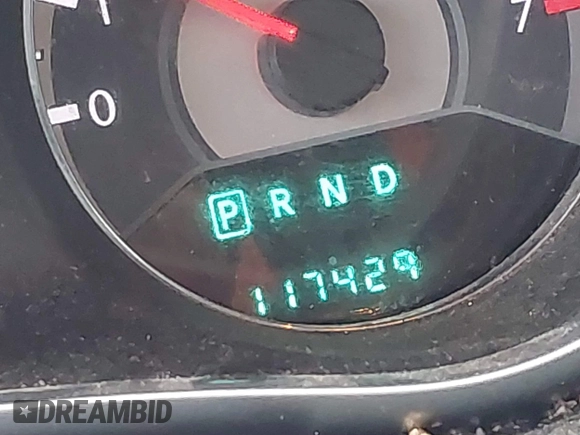 1
7
0
P R N D
117429
DREAMBID